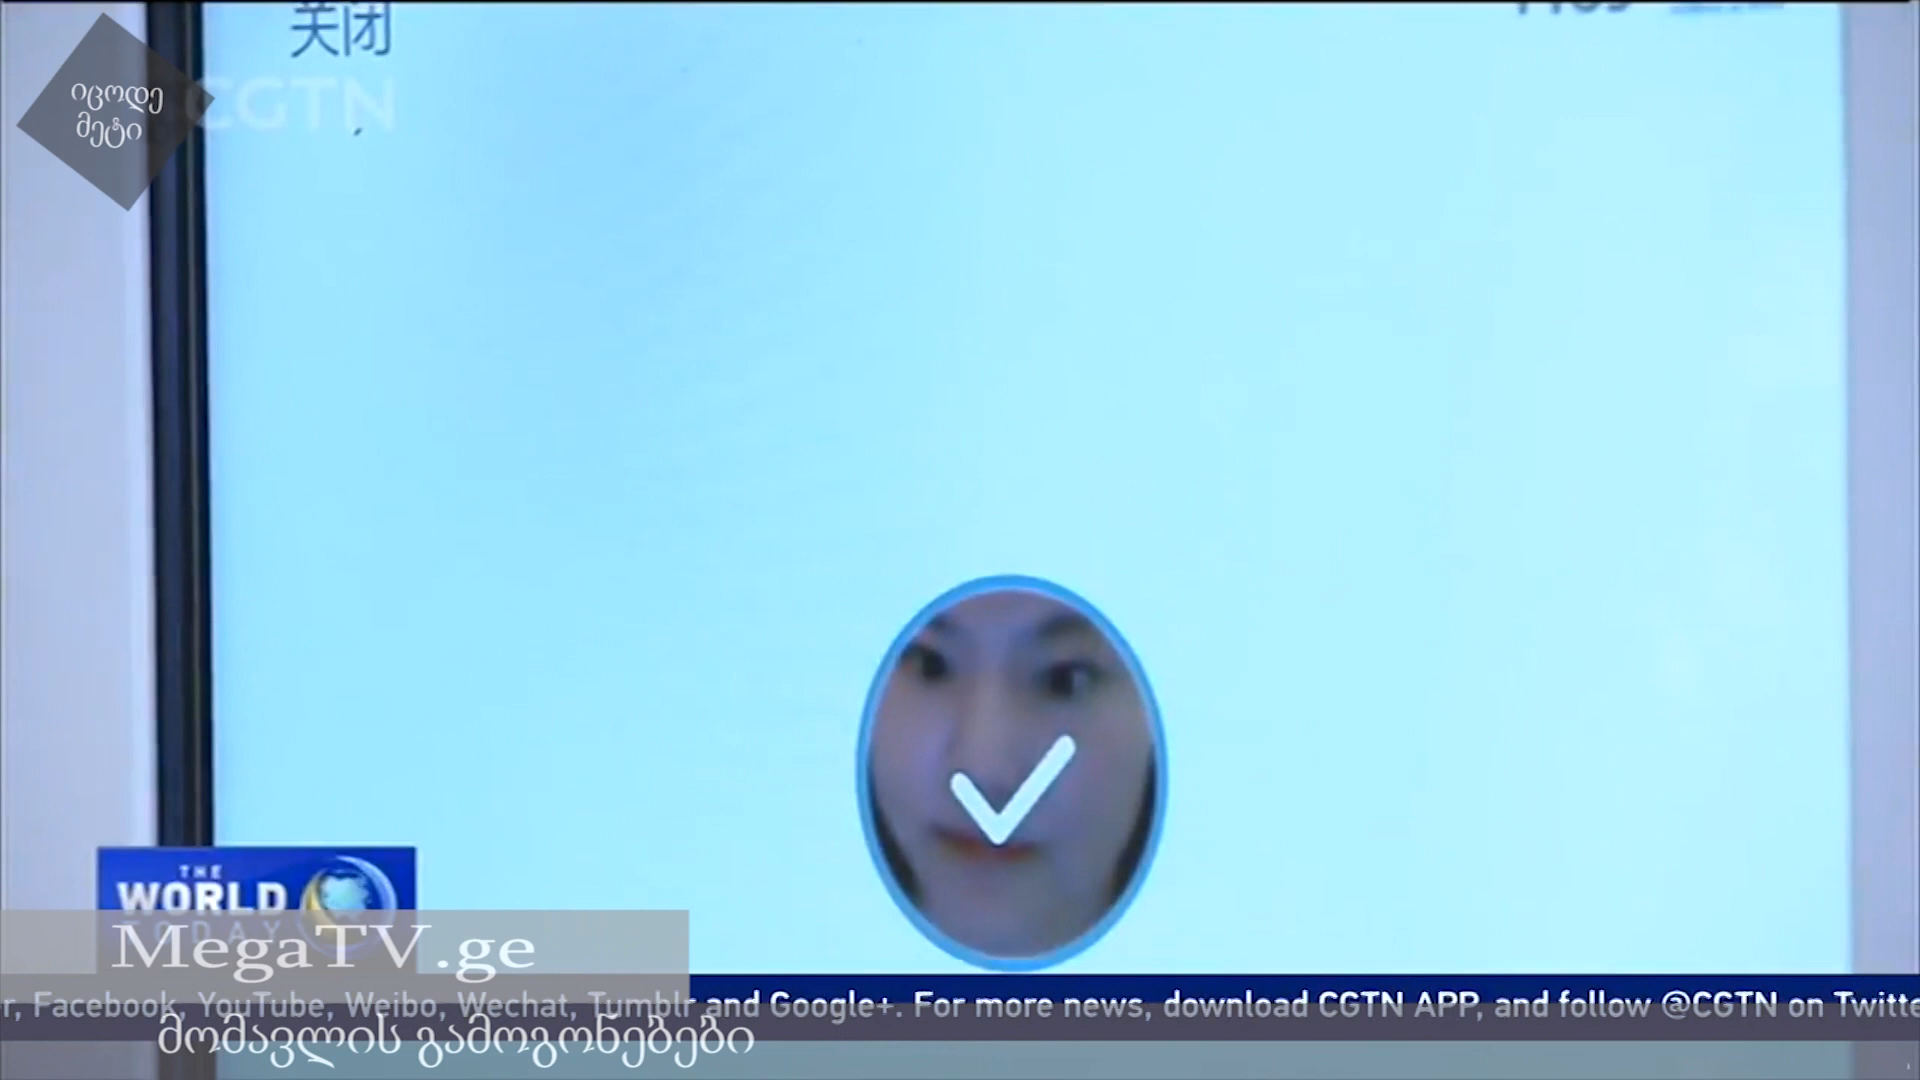 关闭
CGTN
იცოდე
მეტი
THE
WORLD
TODAY
MegaTV.ge
r, Facebook, YouTube, Weibo, Wechat, Tumblr and Google+. For more news, download CGTN APP, and follow @CGTN on Twitte
მომავლის გამოგონებები